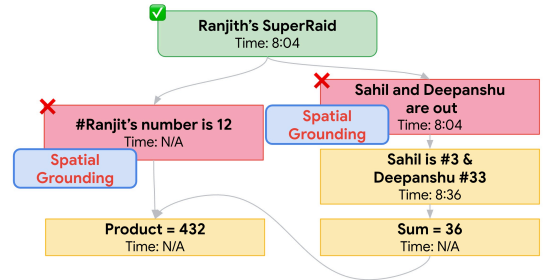 Ranjith's SuperRaid
Time: 8:04
Sahil and Deepanshu
are out
Time: 8:04
#Ranjit's number is 12
Time: N/A
Spatial
Grounding
Spatial
Grounding
Sahil is #3 &
Deepanshu #33
Time: 8:36
Product = 432
Time: N/A
Sum = 36
Time: N/A